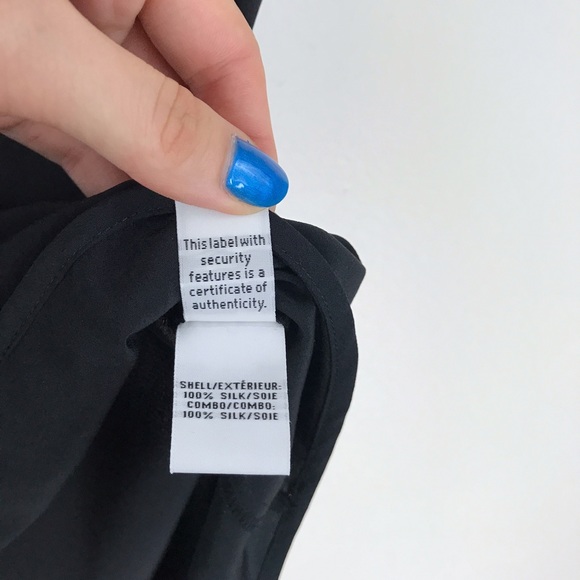 This label with
security
features is a
certificate of
authenticity.
SHELL/EXTÉRIEUR:
100% SILK/SOIE
COMBO/COMBO:
100% SILK/SOIE